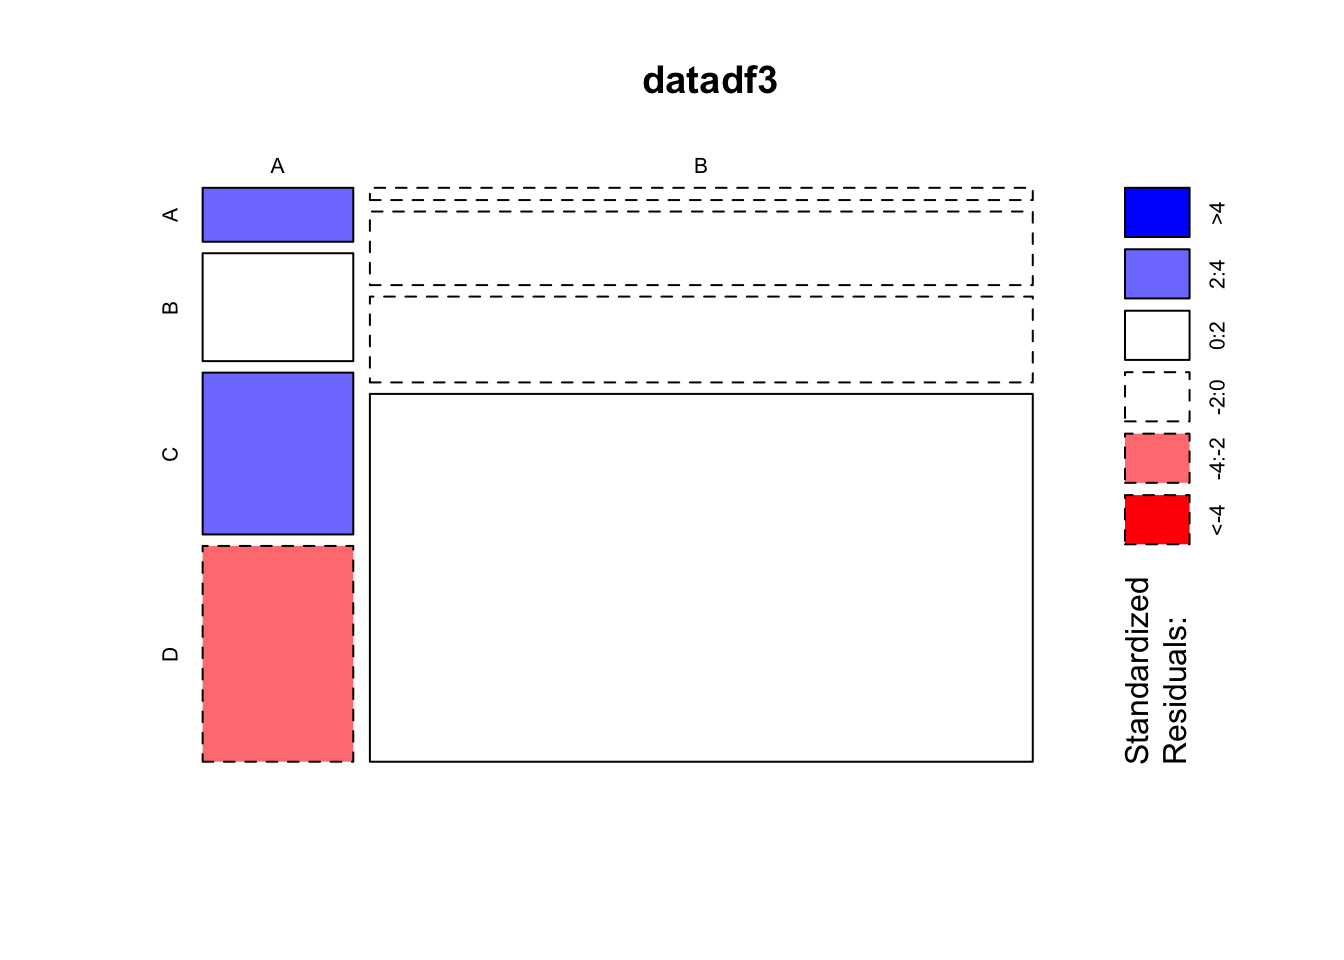 datadf3
A
B
A
B
C
D
>4
2:4
0:2
-2:0
-4:-2
<-4
Standardized
Residuals: